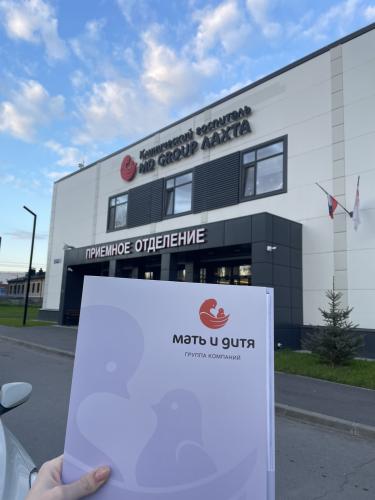 Клинический госпиталь
MD GROUP ЛАХТА
ПРИЕМНОЕ ОТДЕЛЕНИЕ
мать и дитя
ГРУППА КОМПАНИЙ